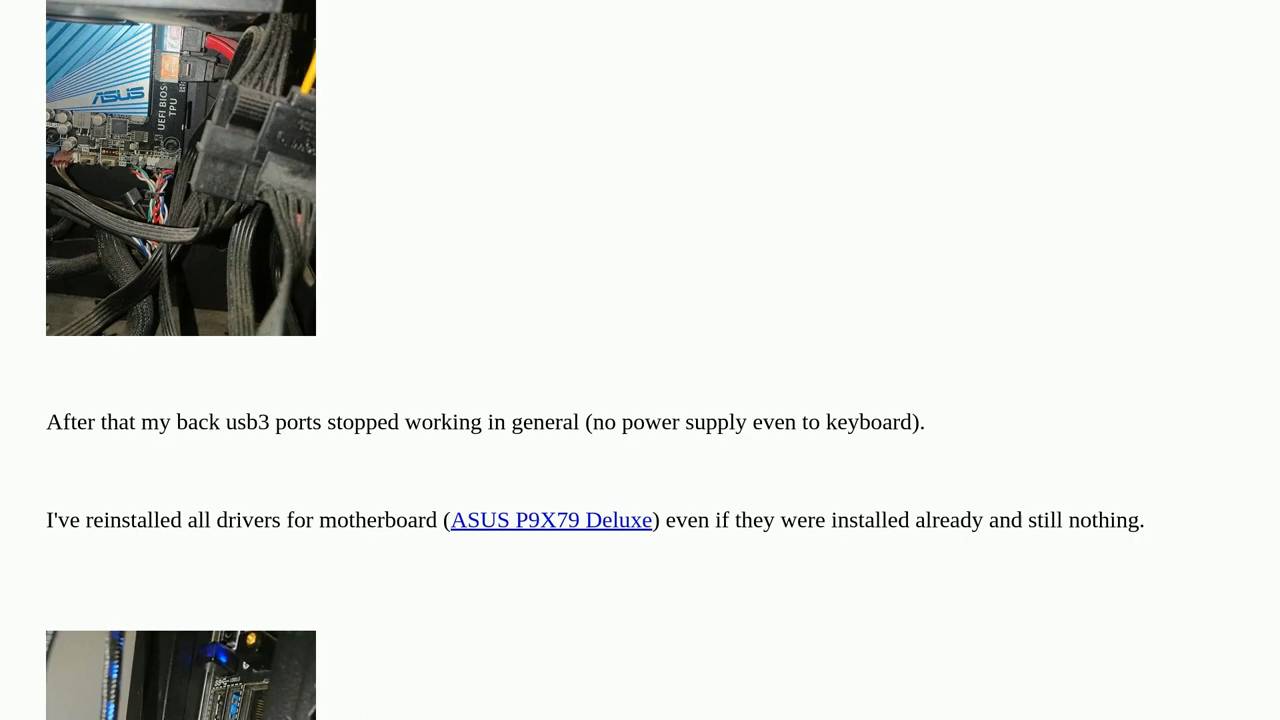 ASUS
UEFI BIOS
TPU
After that my back usb3 ports stopped working in general (no power supply even to keyboard).
I've reinstalled all drivers for motherboard (ASUS P9X79 Deluxe) even if they were installed already and still nothing.